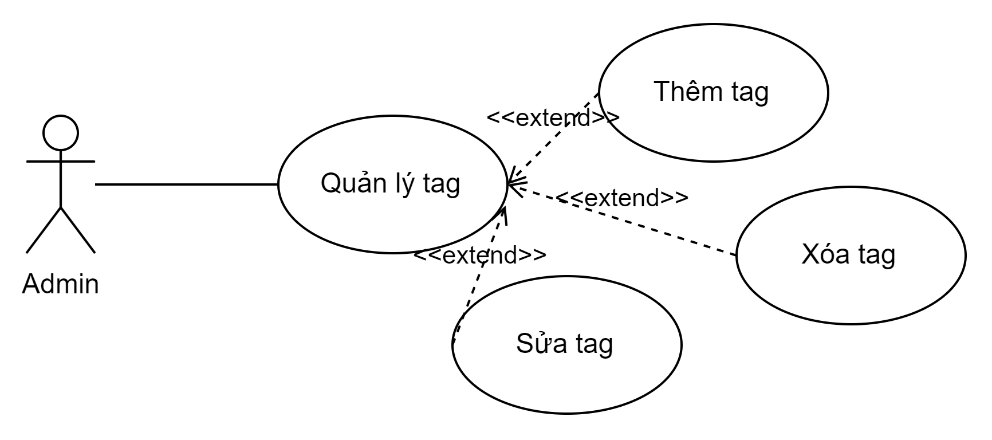 Thêm tag
<<extend>>
Quản lý tag
<<extend>>
Xóa tag
<<extend>>
Admin
Sửa tag